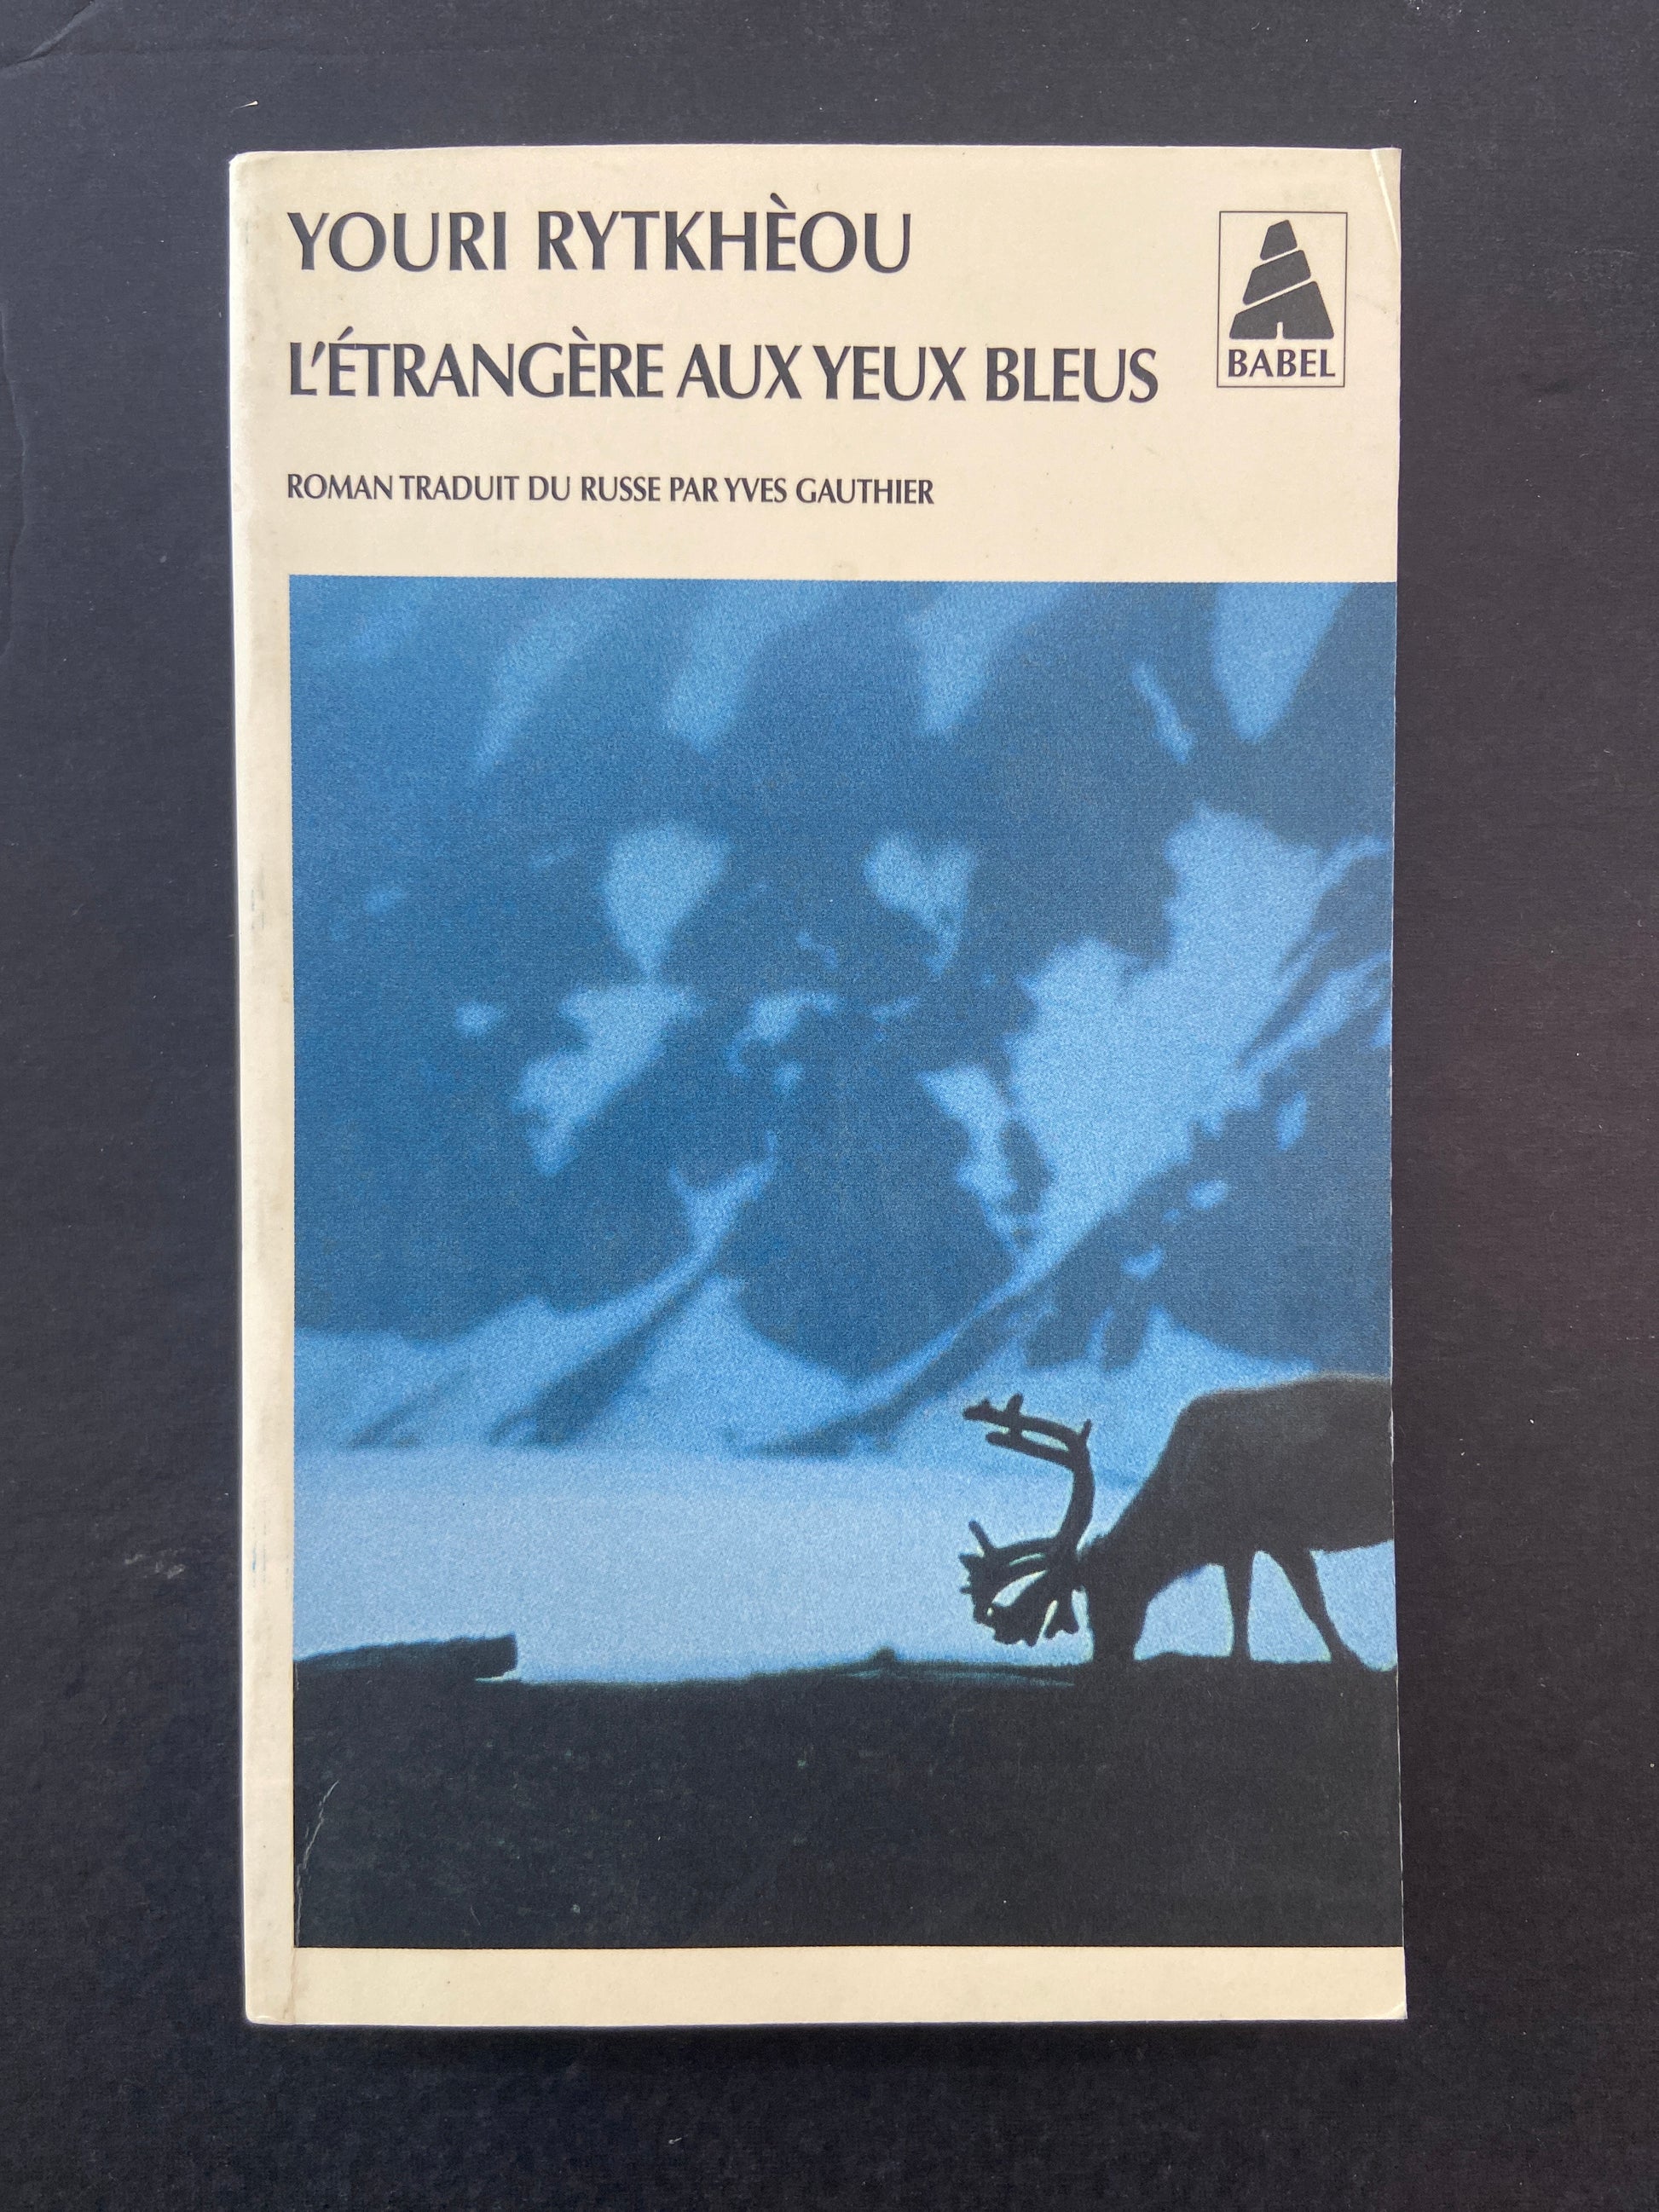 YOURI RYTKHÈOU
L'ÉTRANGÈRE AUX YEUX BLEUS
BABEL
ROMAN TRADUIT DU RUSSE PAR YVES GAUTHIER